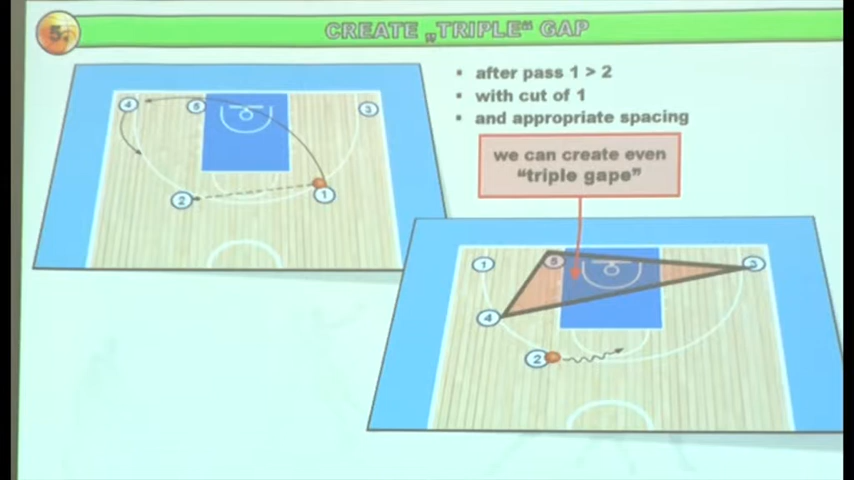 5.
CREATE „TRIPLE“ GAP
▪ after pass 1 > 2
▪ with cut of 1
▪ and appropriate spacing
we can create even
“triple gape”
4
5
3
2
1
1
5
3
4
2